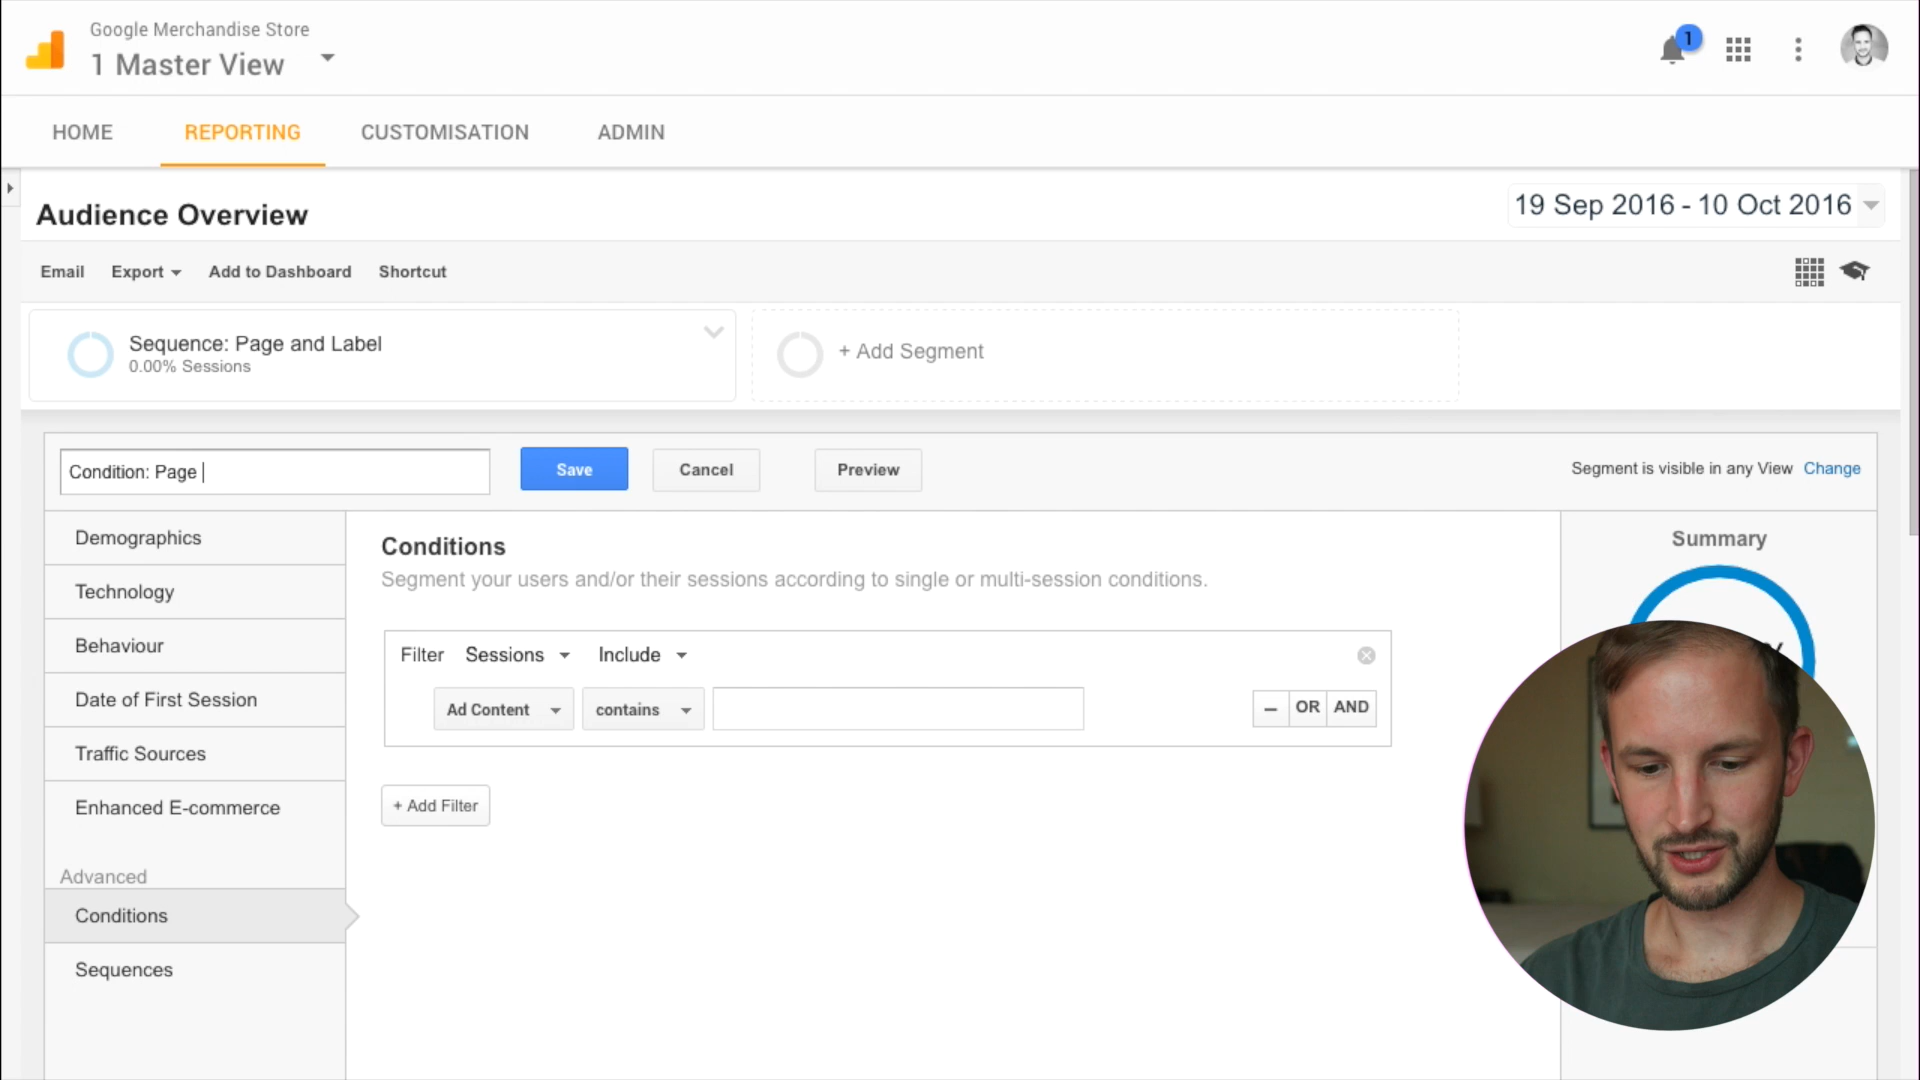 Google Merchandise Store
1 Master View
1
HOME
REPORTING
CUSTOMISATION
ADMIN
Audience Overview
19 Sep 2016 - 10 Oct 2016
Email
Export
Add to Dashboard
Shortcut
Sequence: Page and Label
0.00% Sessions
+ Add Segment
Condition: Page
Save
Cancel
Preview
Segment is visible in any View Change
Demographics
Technology
Behaviour
Date of First Session
Traffic Sources
Enhanced E-commerce
Advanced
Conditions
Sequences
Conditions
Segment your users and/or their sessions according to single or multi-session conditions.
Filter Sessions Include
Ad Content contains
– OR AND
+ Add Filter
Summary